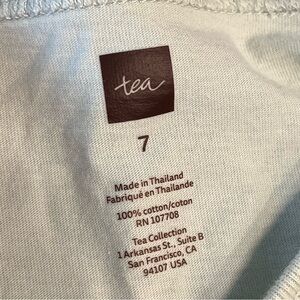 tea
7
Made in Thailand
Fabriqué en Thaïlande
100% cotton/coton
RN 107708
Tea Collection
1 Arkansas St., Suite B
San Francisco, CA
94107 USA